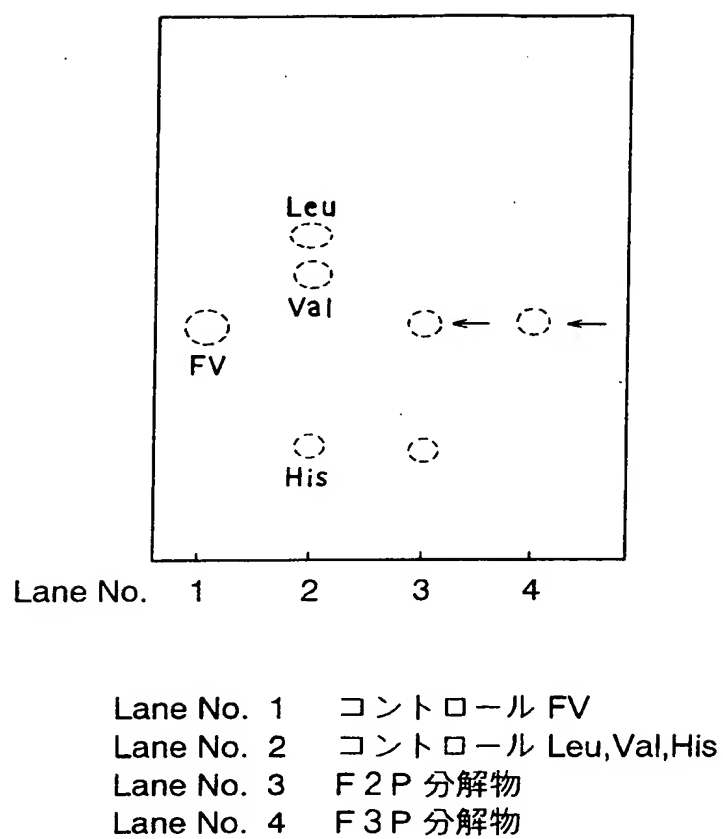 Leu
Val
FV
His
Lane No. 1 2 3 4
Lane No. 1 コントロール FV
Lane No. 2 コントロール Leu,Val,His
Lane No. 3 F2P 分解物
Lane No. 4 F3P 分解物